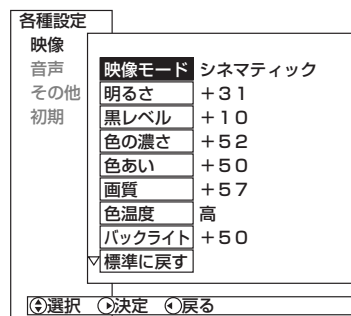 各種設定
映像
音声
その他
初期
映像モード シネマティック
明るさ +31
黒レベル +10
色の濃さ +52
色あい +50
画質 +57
色温度 高
バックライト +50
▽標準に戻す
選択 決定 戻る